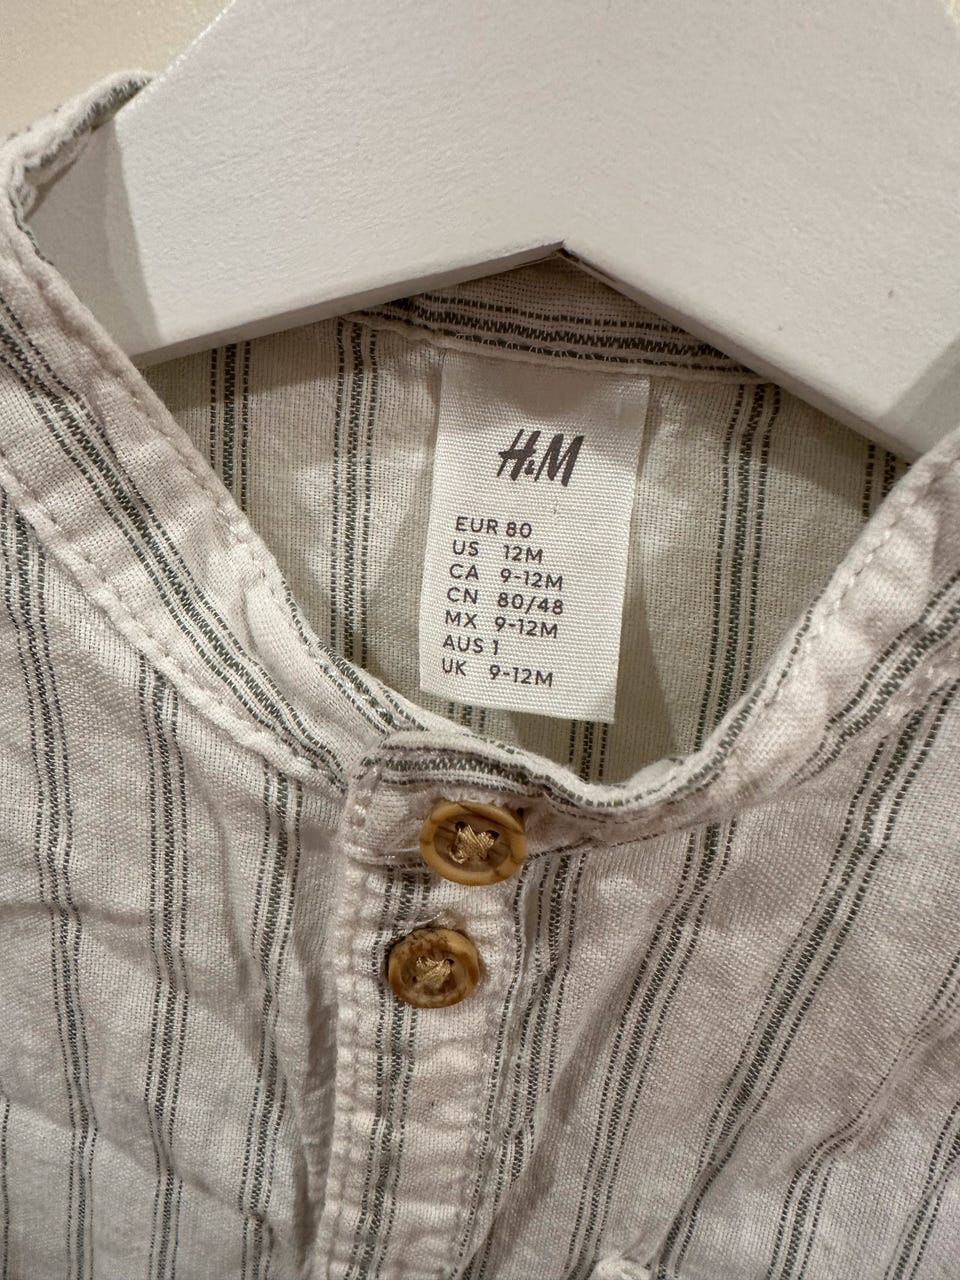 H&M
EUR 80
US 12M
CA 9-12M
CN 80/48
MX 9-12M
AUS 1
UK 9-12M